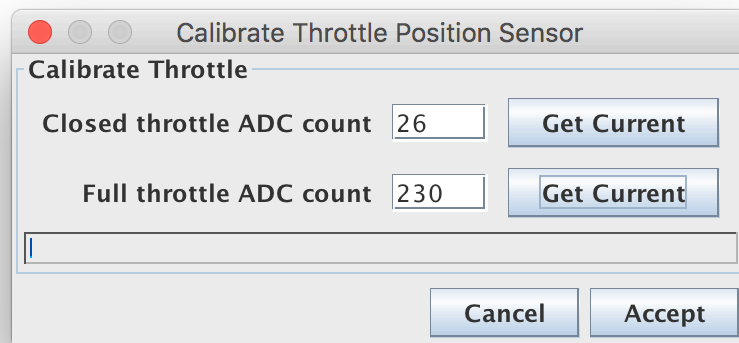 Calibrate Throttle Position Sensor
Calibrate Throttle
Closed throttle ADC count 26 Get Current
Full throttle ADC count 230 Get Current
Cancel Accept